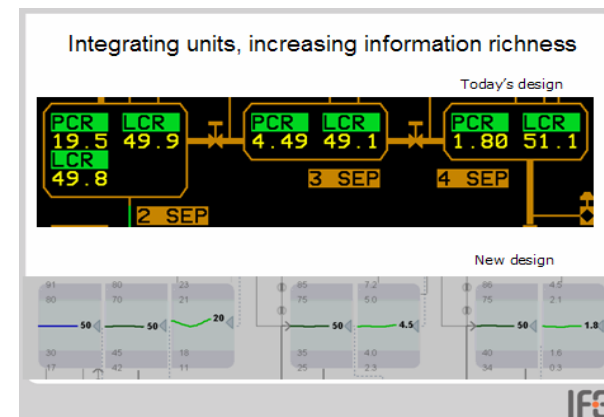 Integrating units, increasing information richness
Today's design
PCR LCR PCR LCR PCR LCR
19.5 49.9 4.49 49.1 1.80 51.1
LCR
49.8
3 SEP 4 SEP
2 SEP
New design
91 80 23 85 7.2 86 4.5
80 70 21 75 5.0 75 2.1
50 50 20 50 4.5 50 1.8
30 45 18 35 4.0 40 1.6
17 42 11 25 2.3 34 0.3